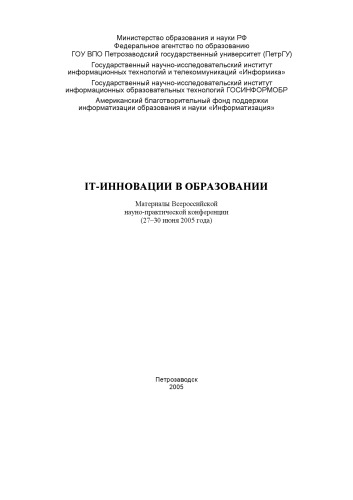 Министерство образования и науки РФ
Федеральное агентство по образованию
ГОУ ВПО Петрозаводский государственный университет (ПетрГУ)
Государственный научно-исследовательский институт
информационных технологий и телекоммуникаций «Информика»
Государственный научно-исследовательский институт
информационных образовательных технологий ГОСИНФОРМОБР
Американский благотворительный фонд поддержки
информатизации образования и науки «Информатизация»
IT-ИННОВАЦИИ В ОБРАЗОВАНИИ
Материалы Всероссийской
науно-практической конференции
(27–30 июня 2005 года)
Петрозаводск
2005